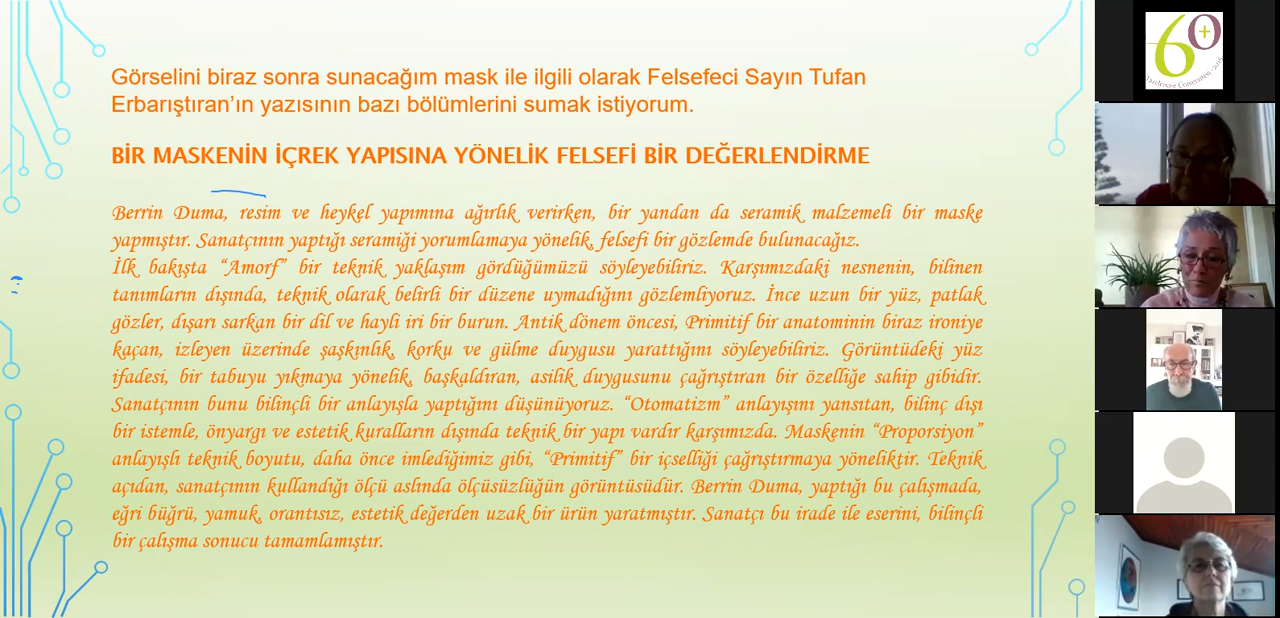 Görselini biraz sonra sunacağım mask ile ilgili olarak Felsefeci Sayın Tufan
Erbarıştıran’ın yazısının bazı bölümlerini sumak istiyorum.
BİR MASKENİN İÇREK YAPISINA YÖNELİK FELSEFİ BİR DEĞERLENDİRME
Berrin Duma, resim ve heykel yapımına ağırlık verirken, bir yandan da seramik malzemeli bir maske
yapmıştır. Sanatçının yaptığı seramiği yorumlamaya yönelik, felsefi bir gözlemde bulunacağız.
İlk bakışta “Amorf” bir teknik yaklaşım gördüğümüzü söyleyebiliriz. Karşımızdaki nesnenin, bilinen
tanımların dışında, teknik olarak belirli bir düzene uymadığını gözlemliyoruz. İnce uzun bir yüz, patlak
gözler, dışarı sarkan bir dil ve hayli iri bir burun. Antik dönem öncesi, Primitif bir anatominin biraz ironiye
kaçan, izleyen üzerinde şaşkınlık, korku ve gülme duygusu yarattığını söyleyebiliriz. Görüntüdeki yüz
ifadesi, bir tabuyu yıkmaya yönelik, başkaldıran, asilik duygusunu çağrıştıran bir özelliğe sahip gibidir.
Sanatçının bunu bilinçli bir anlayışla yaptığını düşünüyoruz. “Otomatizm” anlayışını yansıtan, bilinç dışı
bir istemle, önyargı ve estetik kuralların dışında teknik bir yapı vardır karşımızda. Maskenin “Proporsiyon”
anlayışlı teknik boyutu, daha önce imlediğimiz gibi, “Primitif” bir içselliği çağrıştırmaya yöneliktir. Teknik
açıdan, sanatçının kullandığı ölçü aslında ölçüsüzlüğün görüntüsüdür. Berrin Duma, yaptığı bu çalışmada,
eğri büğrü, yamuk, orantısız, estetik değerden uzak bir ürün yaratmıştır. Sanatçı bu irade ile eserini, bilinçli
bir çalışma sonucu tamamlamıştır.
60+